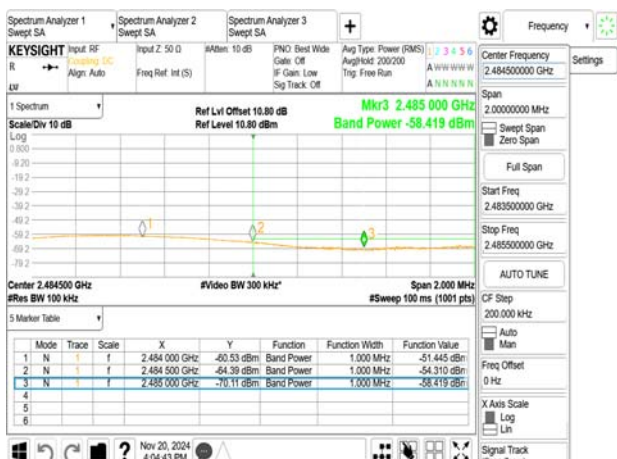 Spectrum Analyzer 1
Swept SA
Spectrum Analyzer 2
Swept SA
Spectrum Analyzer 3
Swept SA
+
Frequency
KEYSIGHT
R
Input: RF
Coupling: DC
Align: Auto
Input Z: 50 Ω
Freq Ref: Int (S)
#Atten: 10 dB
PNO: Best Wide
Gate: Off
IF Gain: Low
Sig Track: Off
Avg Type: Power (RMS)
Avg|Hold: 200/200
Trig: Free Run
1 2 3 4 5 6
A W W W W W
A N N N N N
Settings
Center Frequency
2.484500000 GHz
Span
2.00000000 MHz
Swept Span
Zero Span
Full Span
Start Freq
2.483500000 GHz
Stop Freq
2.485500000 GHz
AUTO TUNE
CF Step
200.000 kHz
Auto
Man
Freq Offset
0 Hz
X Axis Scale
Log
Lin
Signal Track
1 Spectrum
Scale/Div 10 dB
Log
Ref Lvl Offset 10.80 dB
Ref Level 10.80 dBm
Mkr3 2.485 000 GHz
Band Power -58.419 dBm
0.800
-9.20
-19.2
-29.2
-39.2
-49.2
-59.2
-69.2
-79.2
1
2
3
Center 2.484500 GHz
#Res BW 100 kHz
#Video BW 300 kHz*
Span 2.000 MHz
#Sweep 100 ms (1001 pts)
5 Marker Table
Mode Trace Scale X Y Function Function Width Function Value
1 N 1 f 2.484 000 GHz -60.53 dBm Band Power 1.000 MHz -51.445 dBm
2 N 1 f 2.484 500 GHz -64.39 dBm Band Power 1.000 MHz -54.310 dBm
3 N 1 f 2.485 000 GHz -70.11 dBm Band Power 1.000 MHz -58.419 dBm
4
5
6
?
Nov 20, 2024
4:04:43 PM